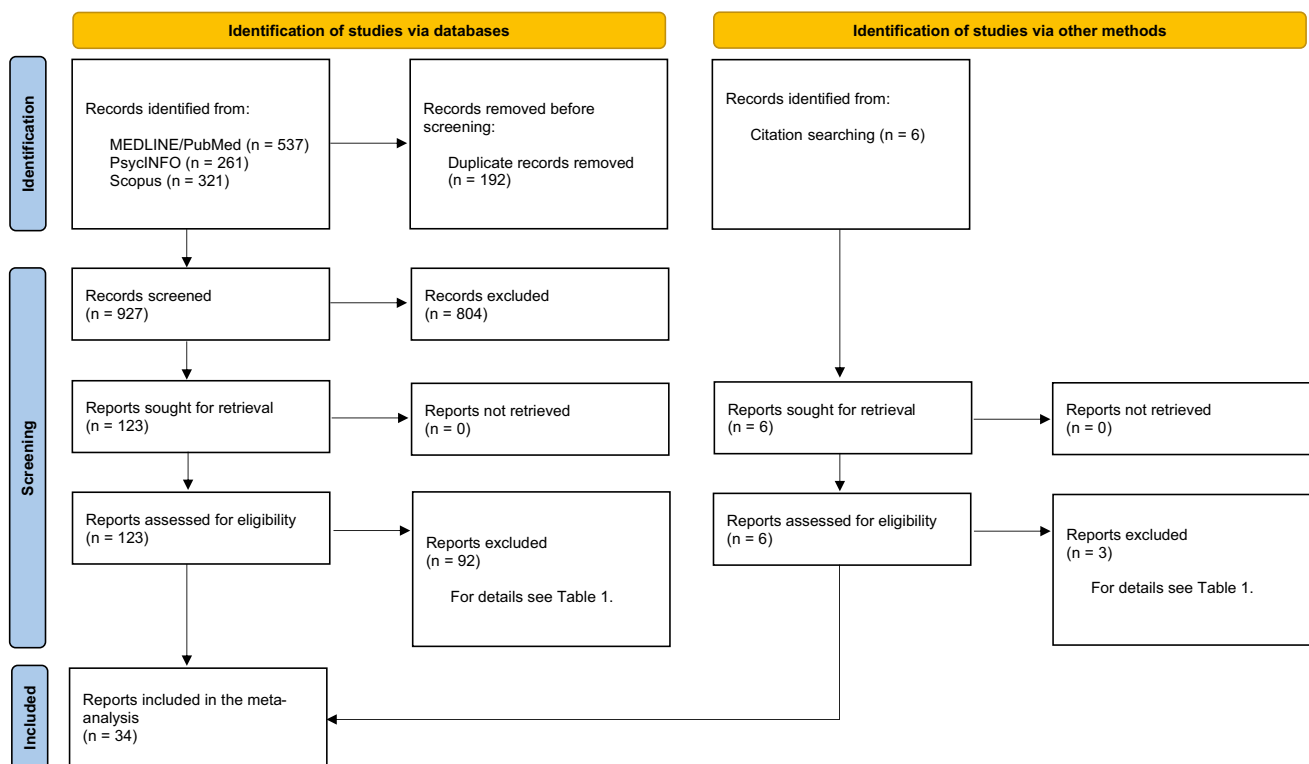 Identification of studies via databases
Identification of studies via other methods
Identification
Records identified from:
MEDLINE/PubMed (n = 537)
PsycINFO (n = 261)
Scopus (n = 321)
Records removed before
screening:
Duplicate records removed
(n = 192)
Records identified from:
Citation searching (n = 6)
Screening
Records screened
(n = 927)
Records excluded
(n = 804)
Reports sought for retrieval
(n = 123)
Reports not retrieved
(n = 0)
Reports sought for retrieval
(n = 6)
Reports not retrieved
(n = 0)
Reports assessed for eligibility
(n = 123)
Reports excluded
(n = 92)
For details see Table 1.
Reports assessed for eligibility
(n = 6)
Reports excluded
(n = 3)
For details see Table 1.
Included
Reports included in the meta-
analysis
(n = 34)